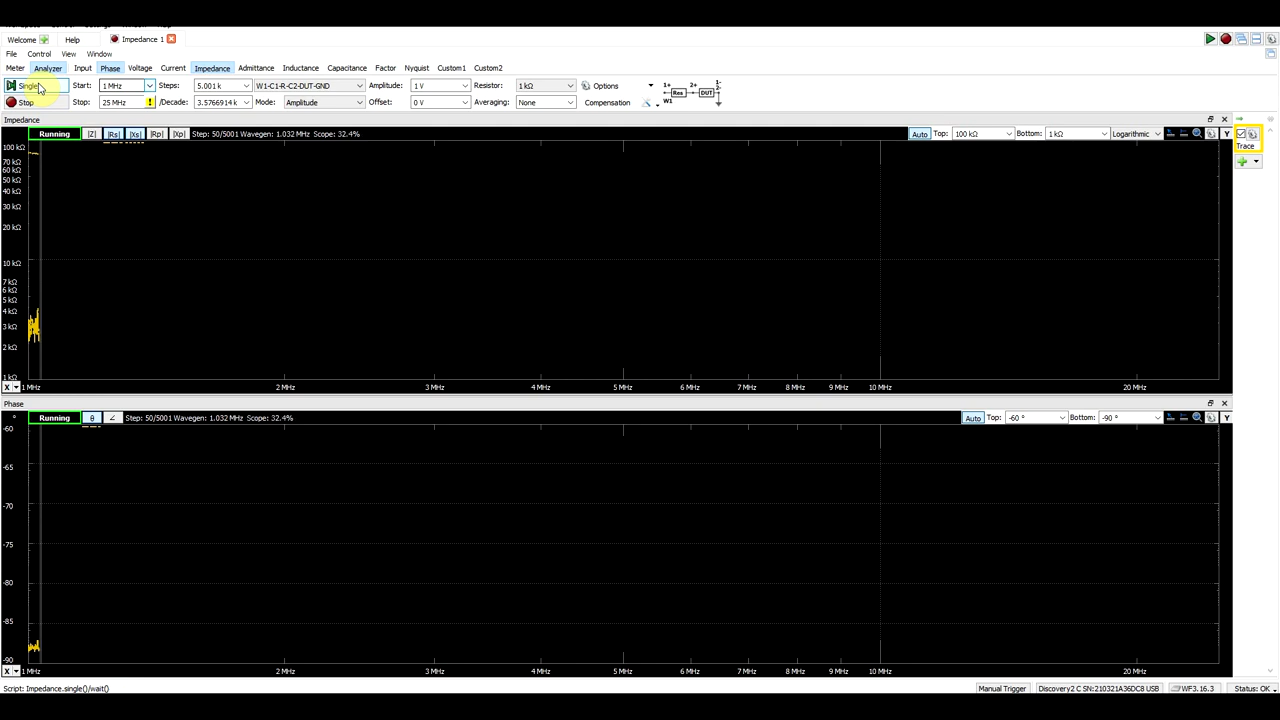 Welcome Help Impedance 1
File Control View Window
Meter Analyzer Input Phase Voltage Current Impedance Admittance Inductance Capacitance Factor Nyquist Custom1 Custom2
Single Start: 1 MHz Steps: 5.001 k W1-C1-R-C2-DUT-GND Amplitude: 1 V Resistor: 1 kΩ Options 1+ 2+ 1- 2-
Res DUT
W1
Stop Stop: 25 MHz ! /Decade: 3.5766914 k Mode: Amplitude Offset: 0 V Averaging: None Compensation
Impedance
Running |Z| |Rs| |Xs| |Rp| |Xp| Step: 50/5001 Wavegen: 1.032 MHz Scope: 32.4% Auto Top: 100 kΩ Bottom: 1 kΩ Logarithmic Y
Trace
100 kΩ
70 kΩ
60 kΩ
50 kΩ
40 kΩ
30 kΩ
20 kΩ
10 kΩ
7 kΩ
6 kΩ
5 kΩ
4 kΩ
3 kΩ
2 kΩ
1 kΩ
X 1 MHz 2 MHz 3 MHz 4 MHz 5 MHz 6 MHz 7 MHz 8 MHz 9 MHz 10 MHz 20 MHz
Phase
Running θ ∠ Step: 50/5001 Wavegen: 1.032 MHz Scope: 32.4% Auto Top: -60 ° Bottom: -90 ° Y
°
-60
-65
-70
-75
-80
-85
-90
X 1 MHz 2 MHz 3 MHz 4 MHz 5 MHz 6 MHz 7 MHz 8 MHz 9 MHz 10 MHz 20 MHz
Script: Impedance.single()/wait() Manual Trigger Discovery2 C SN:210321A36DC8 USB WF3.16.3 Status: OK